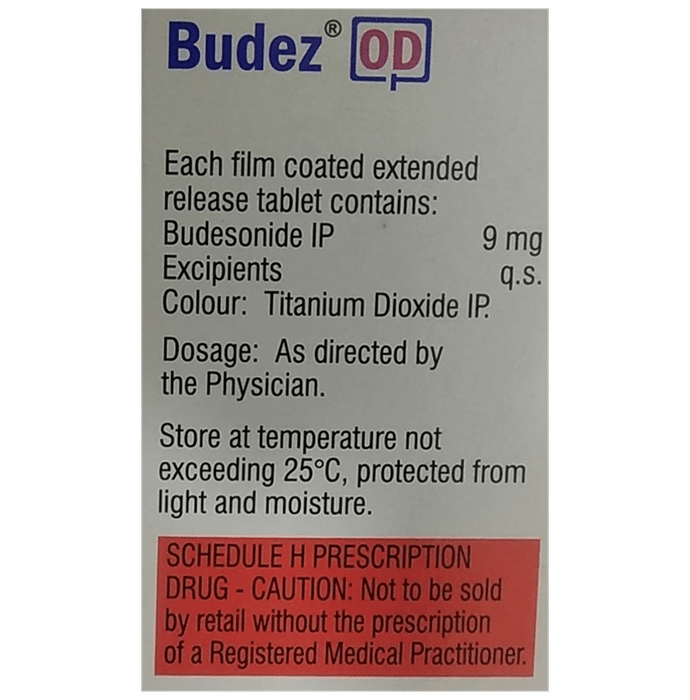 Budez® OD
Each film coated extended
release tablet contains:
Budesonide IP 9 mg
Excipients q.s.
Colour: Titanium Dioxide IP.
Dosage: As directed by
the Physician.
Store at temperature not
exceeding 25°C, protected from
light and moisture.
SCHEDULE H PRESCRIPTION
DRUG - CAUTION: Not to be sold
by retail without the prescription
of a Registered Medical Practitioner.